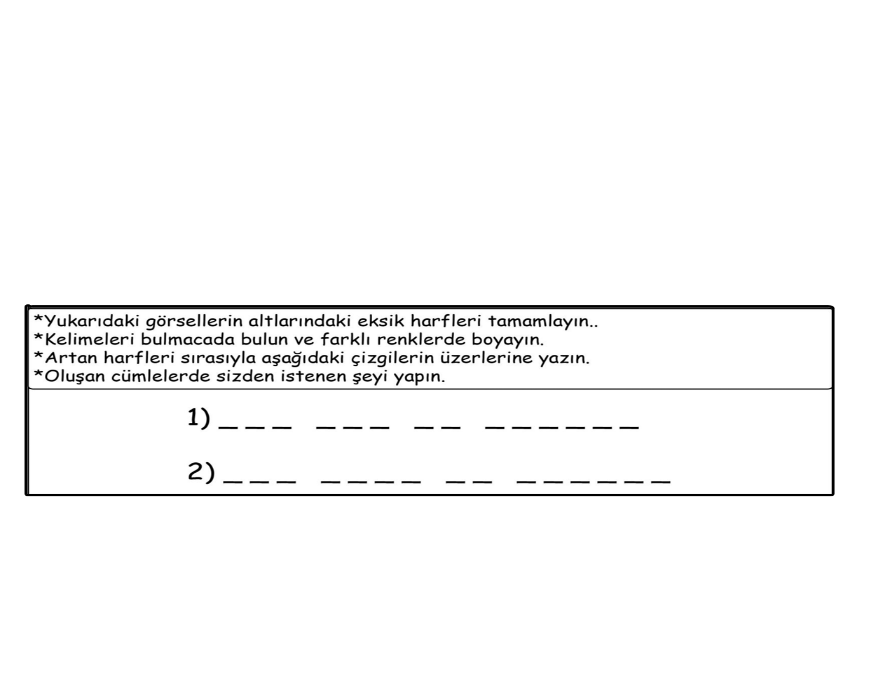 *Yukarıdaki görsellerin altlarındaki eksik harfleri tamamlayın..
*Kelimeleri bulmacada bulun ve farklı renklerde boyayın.
*Artan harfleri sırasıyla aşağıdaki çizgilerin üzerlerine yazın.
*Oluşan cümlelerde sizden istenen şeyi yapın.
1) _ _ _ _ _ _ _ _ _ _ _ _ _ _
2) _ _ _ _ _ _ _ _ _ _ _ _ _ _ _